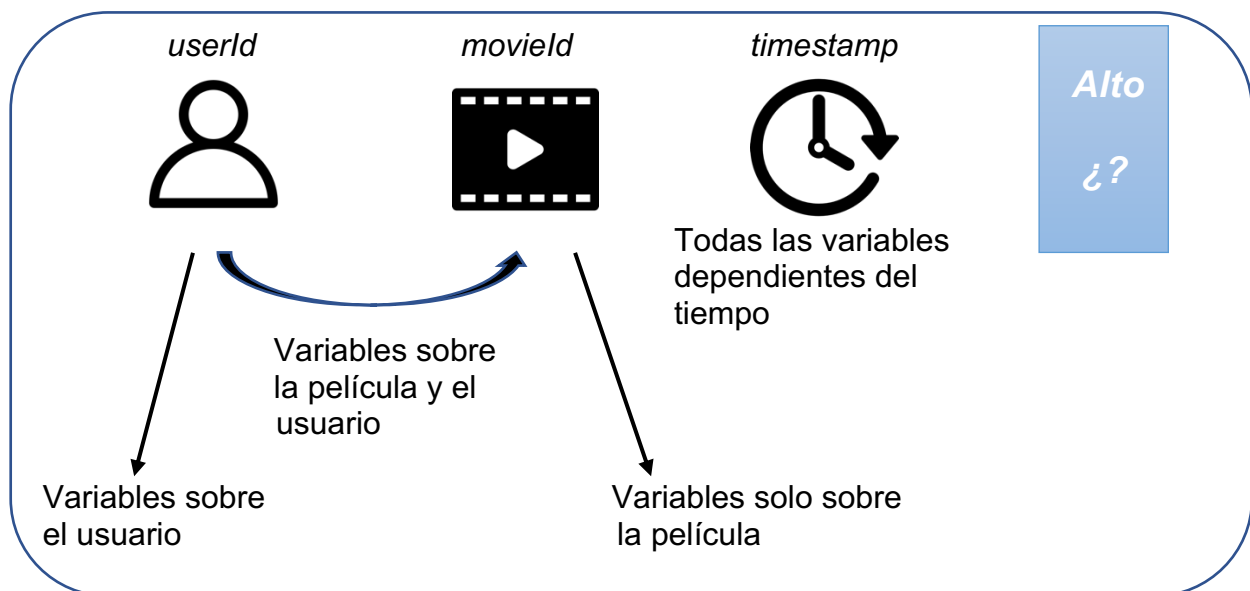 userId
movieId
timestamp
Alto
¿?
Todas las variables
dependientes del
tiempo
Variables sobre
la película y el
usuario
Variables sobre
el usuario
Variables solo sobre
la película